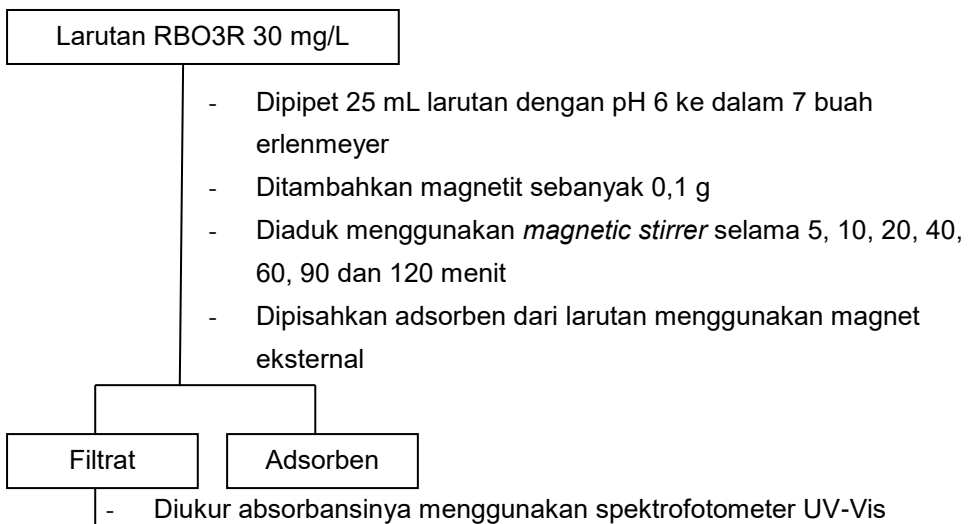 Larutan RBO3R 30 mg/L
- Dipipet 25 mL larutan dengan pH 6 ke dalam 7 buah
erlenmeyer
- Ditambahkan magnetit sebanyak 0,1 g
- Diaduk menggunakan magnetic stirrer selama 5, 10, 20, 40,
60, 90 dan 120 menit
- Dipisahkan adsorben dari larutan menggunakan magnet
eksternal
Filtrat
Adsorben
- Diukur absorbansinya menggunakan spektrofotometer UV-Vis